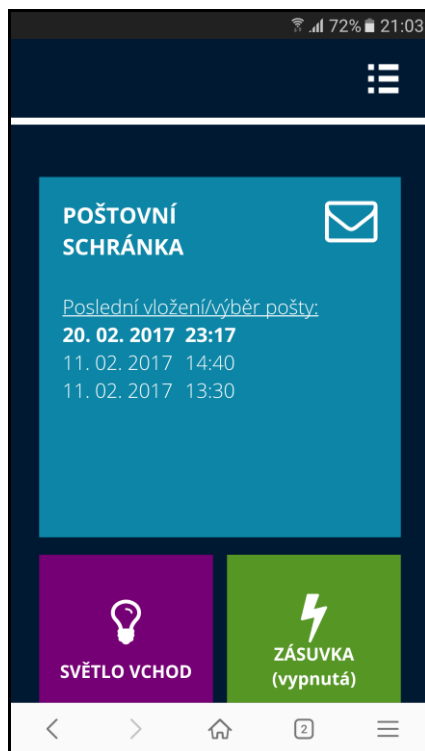 72% 21:03
POŠTOVNÍ
SCHRÁNKA
Poslední vložení/výběr pošty:
20. 02. 2017 23:17
11. 02. 2017 14:40
11. 02. 2017 13:30
SVĚTLO VCHOD
ZÁSUVKA
(vypnutá)
2